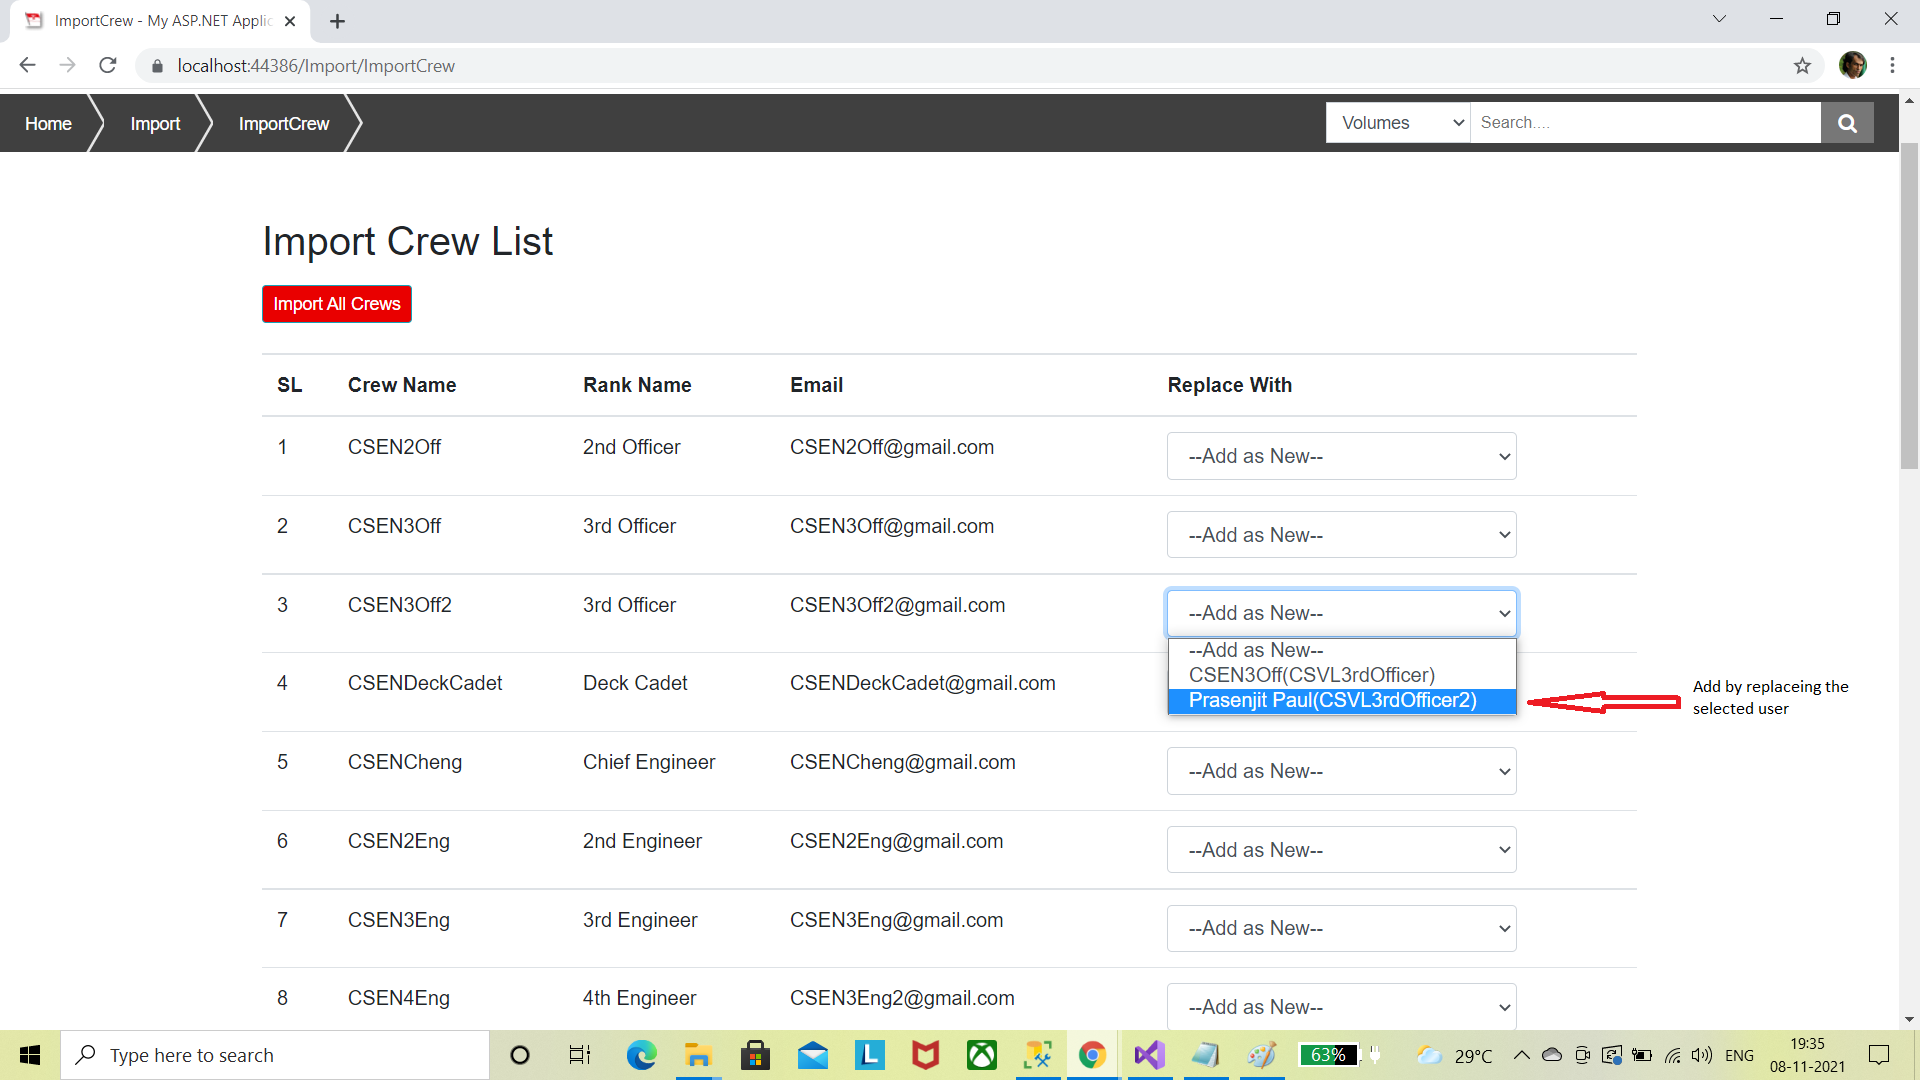 ImportCrew - My ASP.NET Applic
localhost:44386/Import/ImportCrew
Home Import ImportCrew Volumes Search....
Import Crew List
Import All Crews
SL Crew Name Rank Name Email Replace With
1 CSEN2Off 2nd Officer CSEN2Off@gmail.com --Add as New--
2 CSEN3Off 3rd Officer CSEN3Off@gmail.com --Add as New--
3 CSEN3Off2 3rd Officer CSEN3Off2@gmail.com --Add as New--
--Add as New--
CSEN3Off(CSVL3rdOfficer)
4 CSENDeckCadet Deck Cadet CSENDeckCadet@gmail.com Prasenjit Paul(CSVL3rdOfficer2)
Add by replaceing the
selected user
5 CSENCheng Chief Engineer CSENCheng@gmail.com --Add as New--
6 CSEN2Eng 2nd Engineer CSEN2Eng@gmail.com --Add as New--
7 CSEN3Eng 3rd Engineer CSEN3Eng@gmail.com --Add as New--
8 CSEN4Eng 4th Engineer CSEN3Eng2@gmail.com --Add as New--
Type here to search L 63% 29°C ENG 19:35
08-11-2021